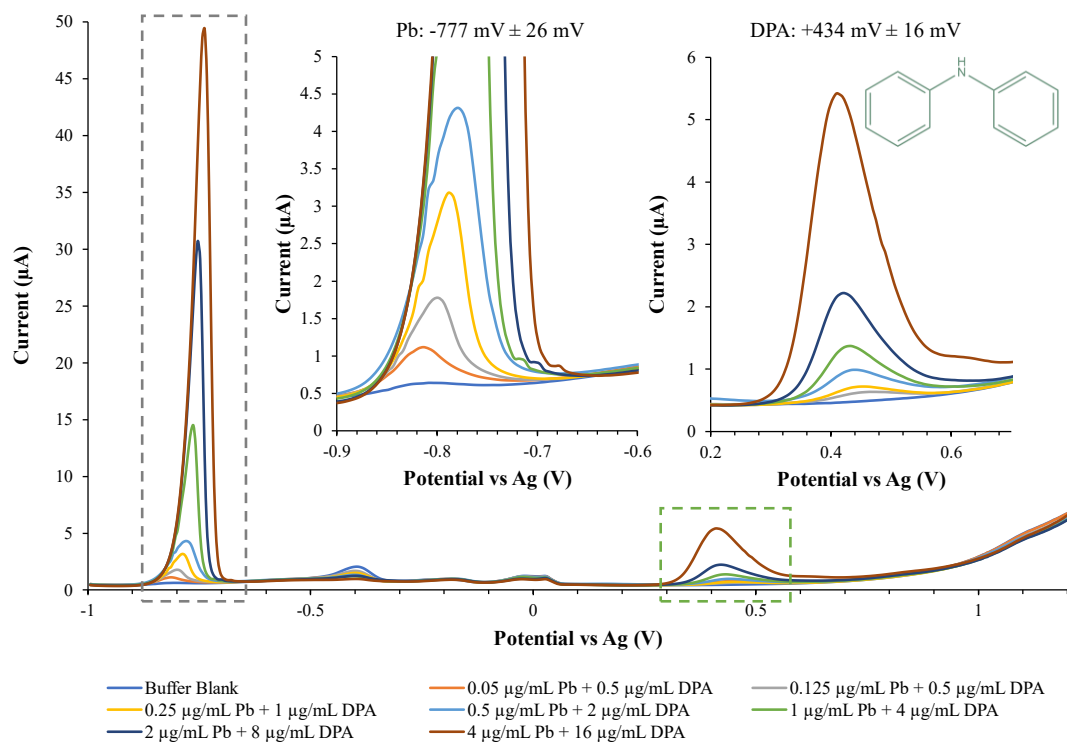 Pb: -777 mV ± 26 mV
DPA: +434 mV ± 16 mV
50
45
40
35
30
25
20
15
10
5
0
Current (µA)
-1
-0.5
0
0.5
1
Potential vs Ag (V)
5
4.5
4
3.5
3
2.5
2
1.5
1
0.5
0
Current (µA)
-0.9
-0.8
-0.7
-0.6
Potential vs Ag (V)
6
5
4
3
2
1
0
Current (µA)
0.2
0.4
0.6
Potential vs Ag (V)
H
N
Buffer Blank
0.05 µg/mL Pb + 0.5 µg/mL DPA
0.125 µg/mL Pb + 0.5 µg/mL DPA
0.25 µg/mL Pb + 1 µg/mL DPA
0.5 µg/mL Pb + 2 µg/mL DPA
1 µg/mL Pb + 4 µg/mL DPA
2 µg/mL Pb + 8 µg/mL DPA
4 µg/mL Pb + 16 µg/mL DPA